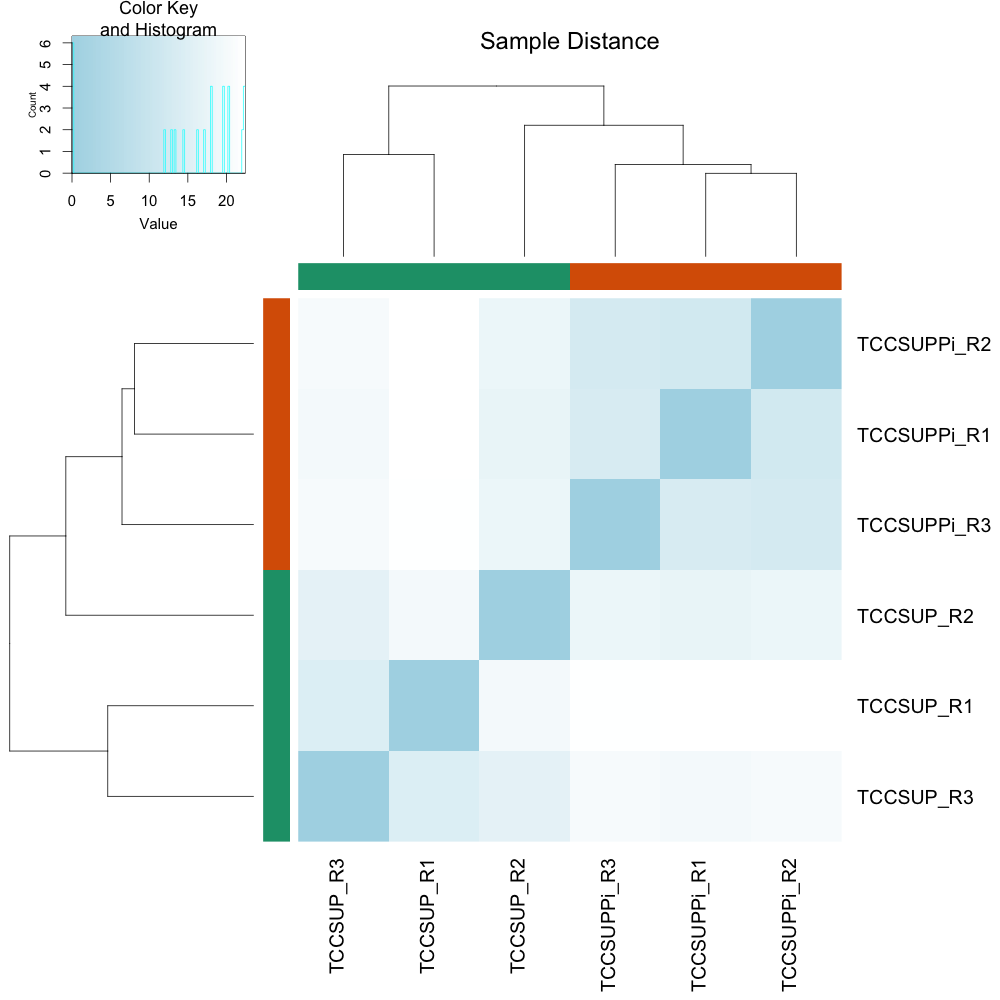 Color Key
and Histogram
Sample Distance
Count
0 1 2 3 4 5 6
0 5 10 15 20
Value
TCCSUPPi_R2
TCCSUPPi_R1
TCCSUPPi_R3
TCCSUP_R2
TCCSUP_R1
TCCSUP_R3
TCCSUP_R3
TCCSUP_R1
TCCSUP_R2
TCCSUPPi_R3
TCCSUPPi_R1
TCCSUPPi_R2